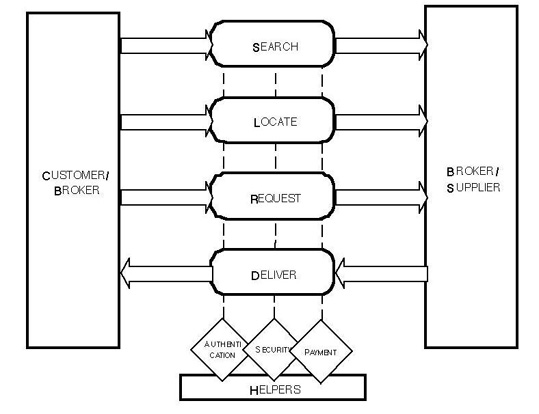 SEARCH
LOCATE
CUSTOMER/
BROKER
BROKER/
SUPPLIER
REQUEST
DELIVER
AUTHENTI
CATION
SECURITY
PAYMENT
HELPERS